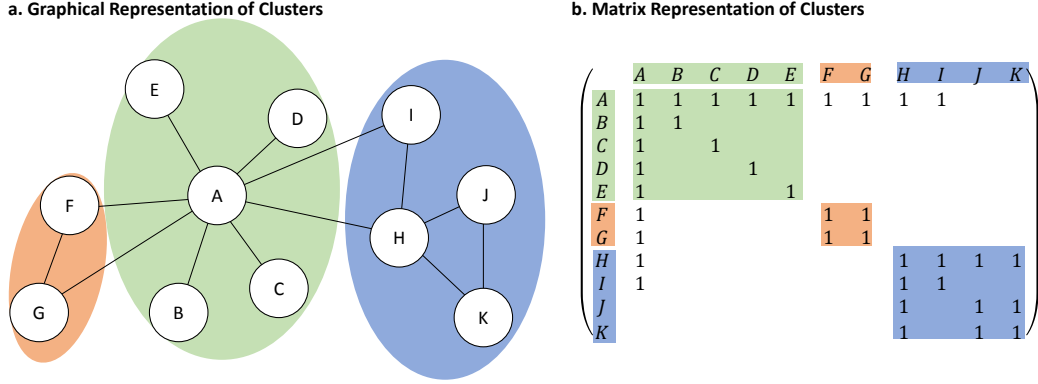 a. Graphical Representation of Clusters
E
D
I
F
A
J
H
G
B
C
K
b. Matrix Representation of Clusters
A B C D E F G H I J K
A 1 1 1 1 1 1 1 1 1
B 1 1
C 1 1
D 1 1
E 1 1
F 1 1 1
G 1 1 1
H 1 1 1 1 1
I 1 1 1
J 1 1 1
K 1 1 1